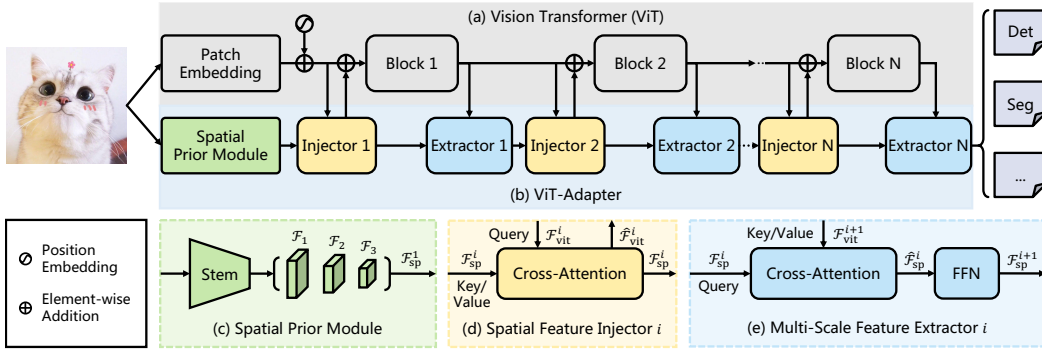 (a) Vision Transformer (ViT)
Patch
Embedding
Block 1
Block 2
...
Block N
Det
Seg
...
Spatial
Prior Module
Injector 1
Extractor 1
Injector 2
Extractor 2
...
Injector N
Extractor N
(b) ViT-Adapter
Position
Embedding
Element-wise
Addition
Stem
ℱ₁
ℱ₂
ℱ₃
ℱ¹sp
(c) Spatial Prior Module
Query
ℱⁱvit
ℱ̂ⁱvit
ℱⁱsp
Key/
Value
Cross-Attention
ℱⁱsp
(d) Spatial Feature Injector i
Key/Value
ℱⁱ⁺¹vit
ℱⁱsp
Query
Cross-Attention
ℱ̂ⁱsp
FFN
ℱⁱ⁺¹sp
(e) Multi-Scale Feature Extractor i